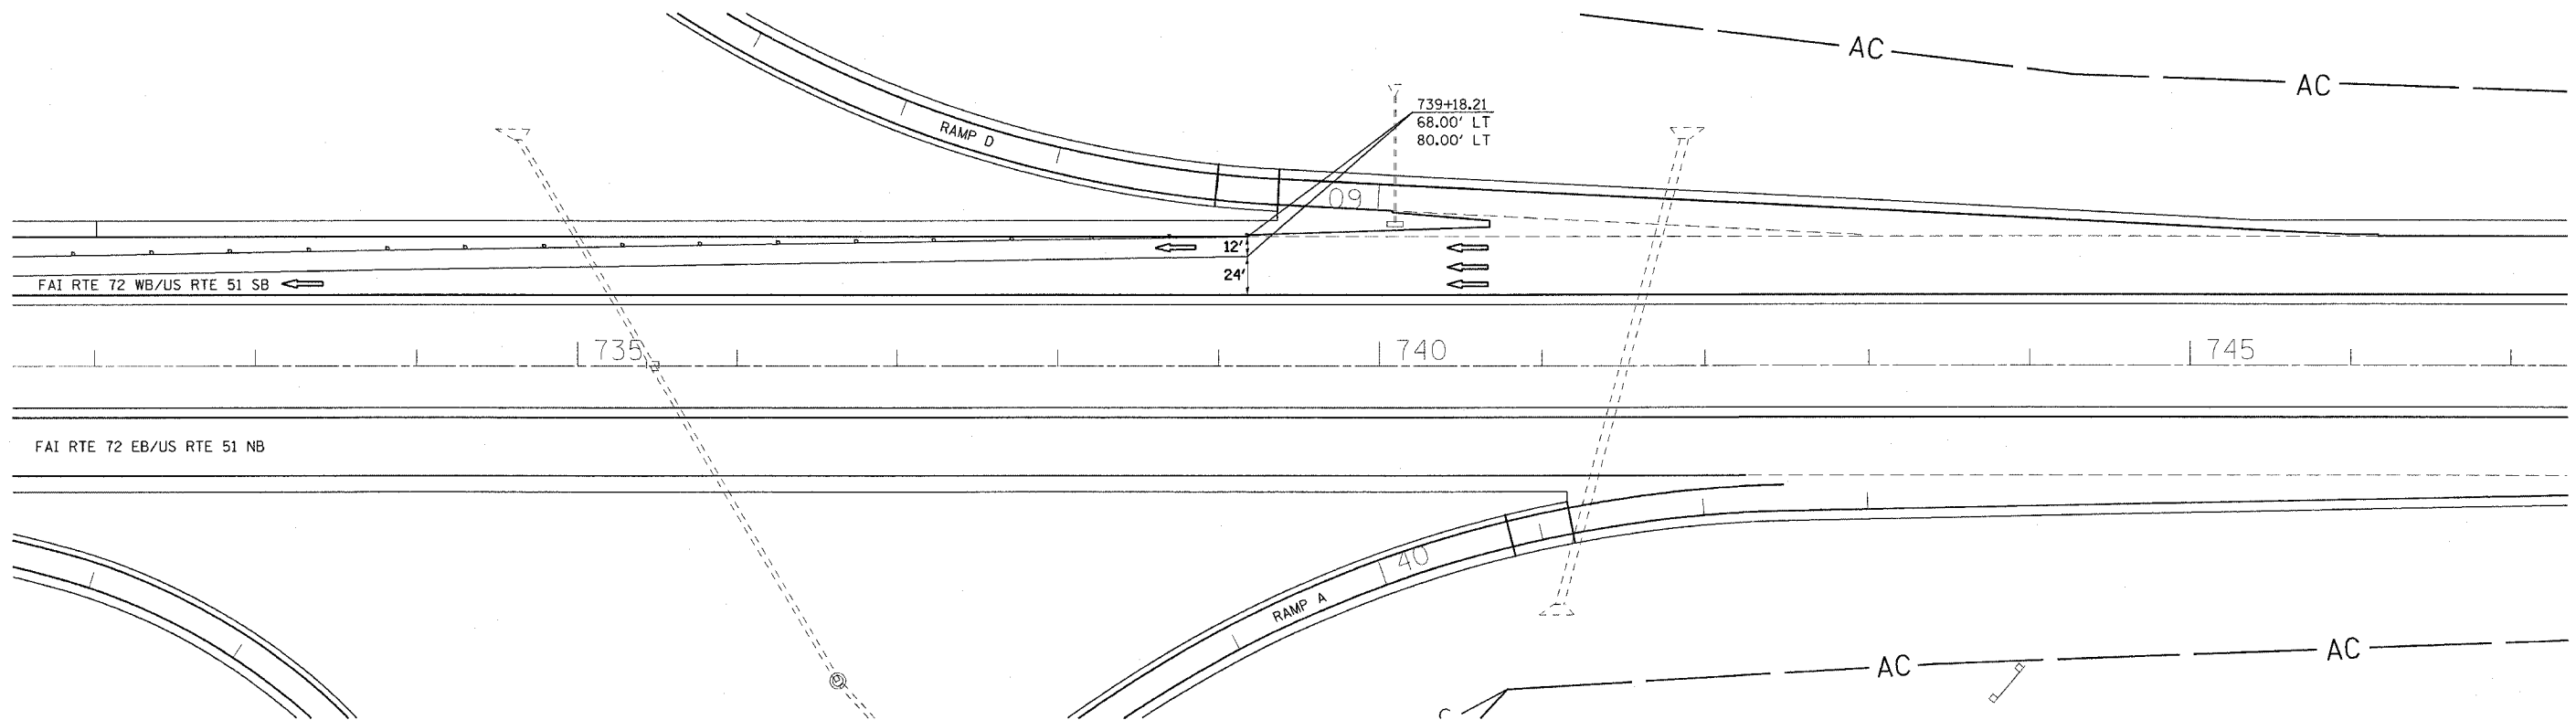 AC
AC
739+18.21
68.00' LT
80.00' LT
RAMP D
60
12'
24'
FAI RTE 72 WB/US RTE 51 SB
735
740
745
FAI RTE 72 EB/US RTE 51 NB
40
RAMP A
AC
AC